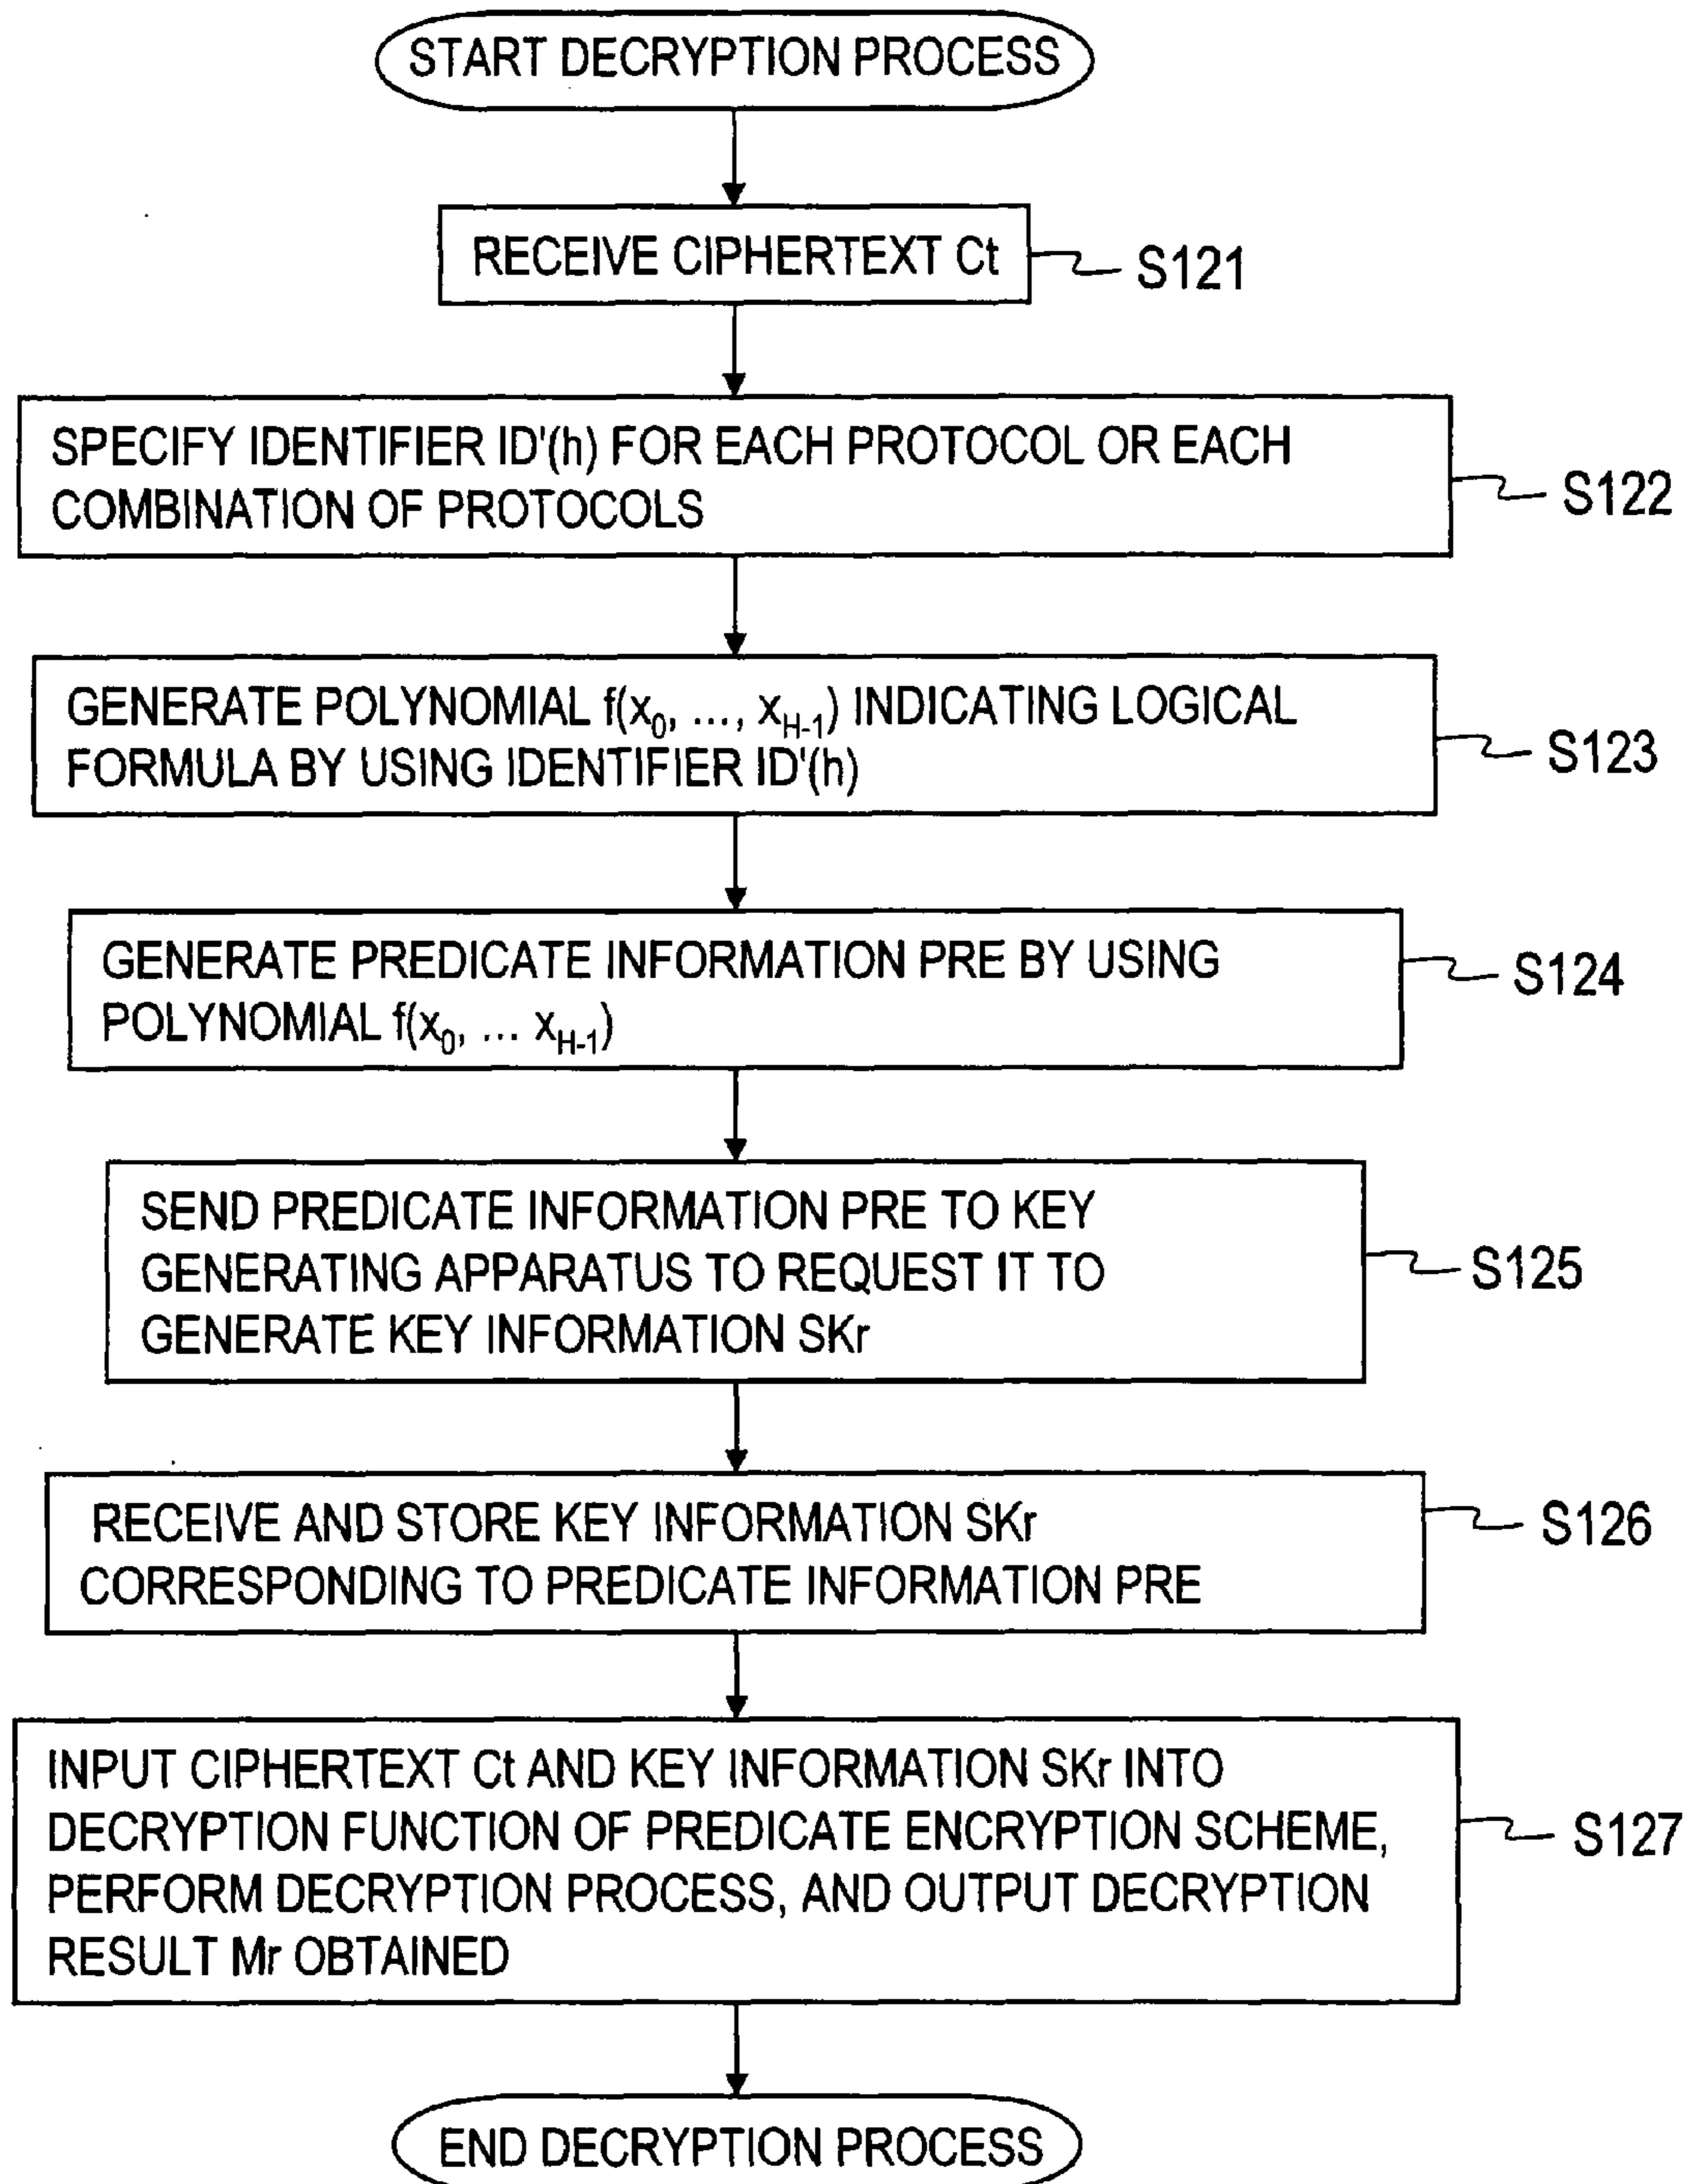 START DECRYPTION PROCESS
RECEIVE CIPHERTEXT Ct
S121
SPECIFY IDENTIFIER ID'(h) FOR EACH PROTOCOL OR EACH
COMBINATION OF PROTOCOLS
S122
GENERATE POLYNOMIAL f(x0, ..., xH-1) INDICATING LOGICAL
FORMULA BY USING IDENTIFIER ID'(h)
S123
GENERATE PREDICATE INFORMATION PRE BY USING
POLYNOMIAL f(x0, ... xH-1)
S124
SEND PREDICATE INFORMATION PRE TO KEY
GENERATING APPARATUS TO REQUEST IT TO
GENERATE KEY INFORMATION SKr
S125
RECEIVE AND STORE KEY INFORMATION SKr
CORRESPONDING TO PREDICATE INFORMATION PRE
S126
INPUT CIPHERTEXT Ct AND KEY INFORMATION SKr INTO
DECRYPTION FUNCTION OF PREDICATE ENCRYPTION SCHEME,
PERFORM DECRYPTION PROCESS, AND OUTPUT DECRYPTION
RESULT Mr OBTAINED
S127
END DECRYPTION PROCESS